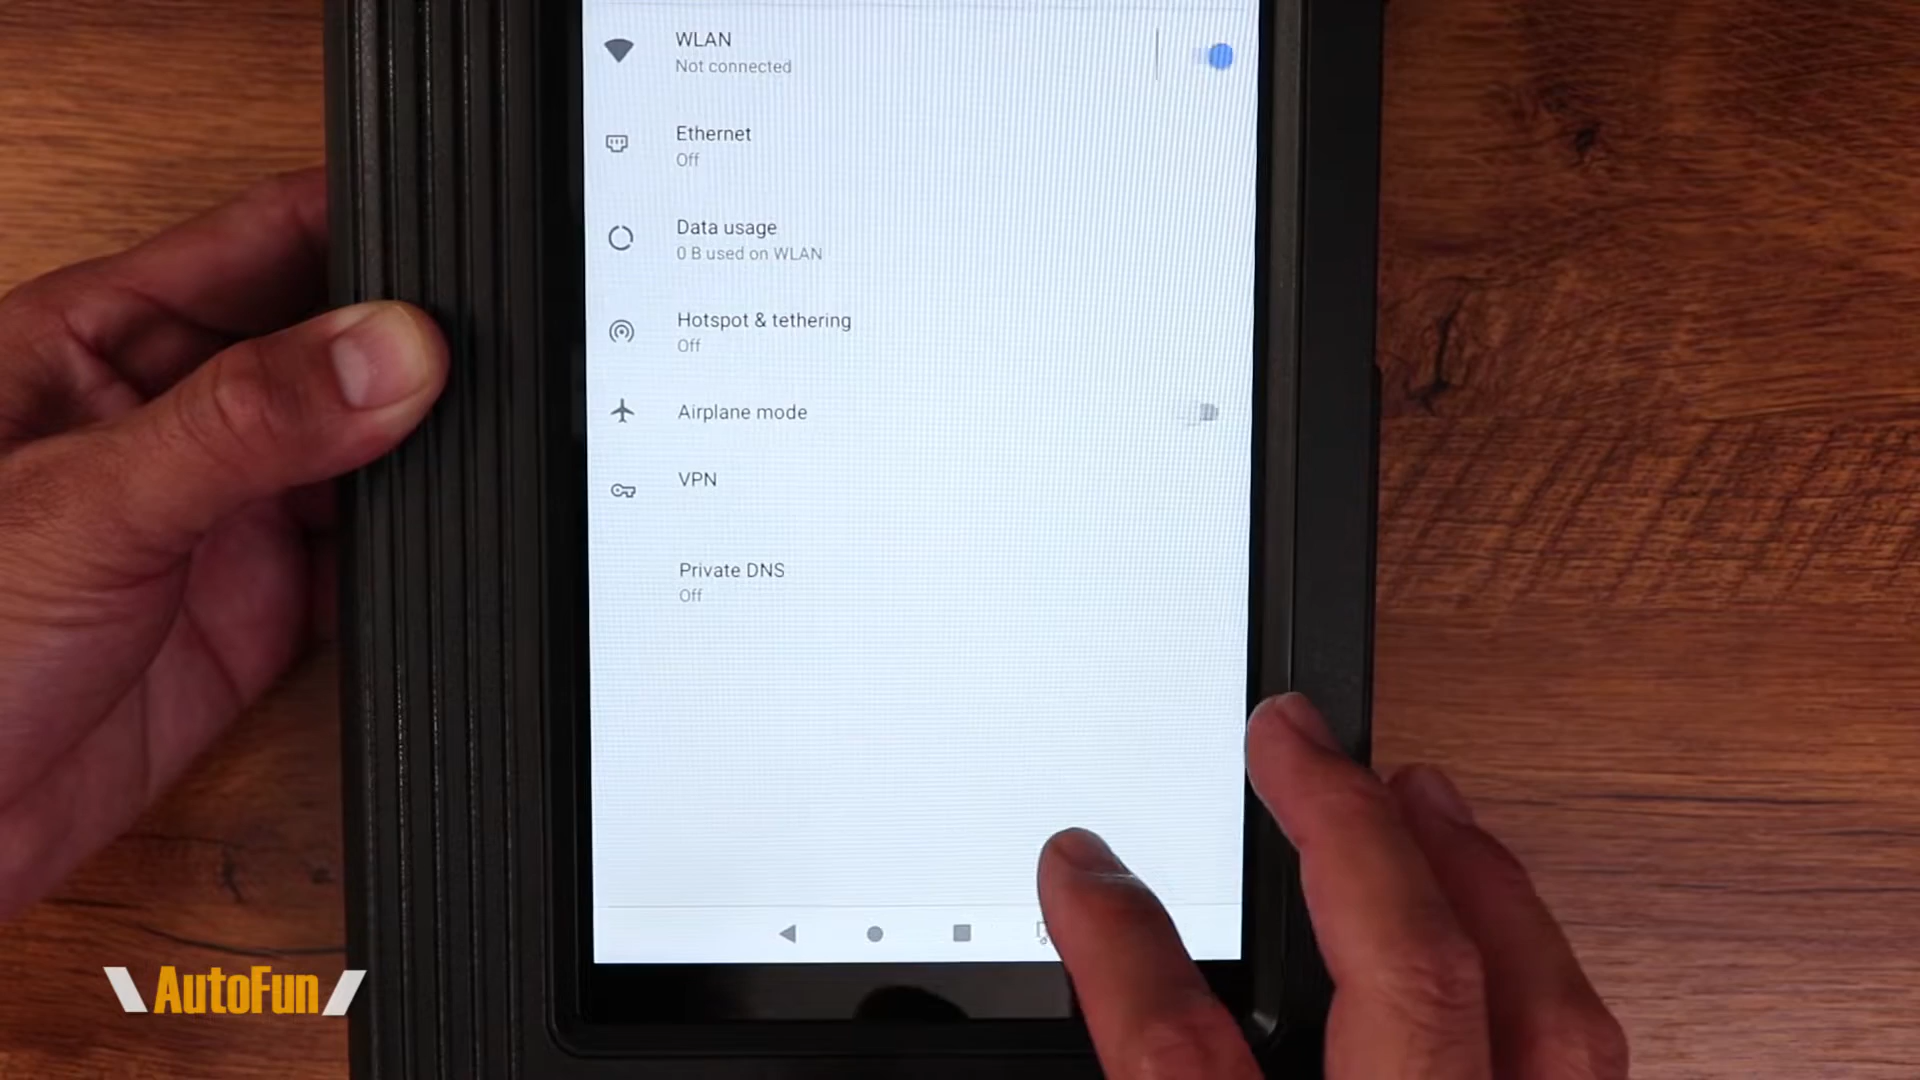 WLAN
Not connected
Ethernet
Off
Data usage
0 B used on WLAN
Hotspot & tethering
Off
Airplane mode
VPN
Private DNS
Off
AutoFun